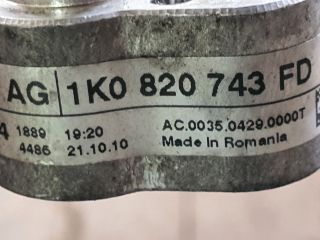 AG 1K0 820 743 FD
4 1889 19:20 AC.0035.0429.0000T
4486 21.10.10 Made in Romania